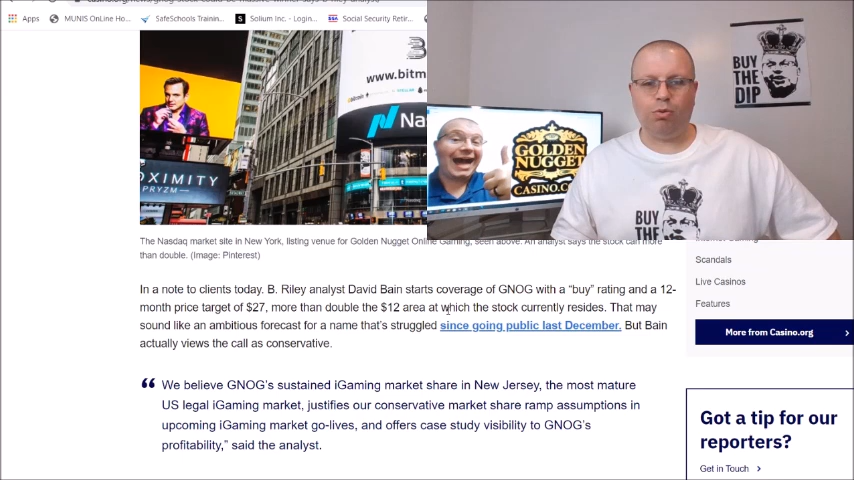 Apps
MUNIS OnLine Ho...
SafeSchools Trainin...
Solium Inc. - Login...
Social Security Retir...
BUY
THE
DIP
www.bitm
Nas
GOLDEN
NUGGET
CASINO.C
OXIMITY
PRYZM
BUY
THE
The Nasdaq market site in New York, listing venue for Golden Nugget Online Gaming, seen above. An analyst says the stock can more
than double. (Image: Pinterest)
In a note to clients today. B. Riley analyst David Bain starts coverage of GNOG with a “buy” rating and a 12-
month price target of $27, more than double the $12 area at which the stock currently resides. That may
sound like an ambitious forecast for a name that’s struggled since going public last December. But Bain
actually views the call as conservative.
“ We believe GNOG’s sustained iGaming market share in New Jersey, the most mature
US legal iGaming market, justifies our conservative market share ramp assumptions in
upcoming iGaming market go-lives, and offers case study visibility to GNOG’s
profitability,” said the analyst.
Scandals
Live Casinos
Features
More from Casino.org
Got a tip for our
reporters?
Get in Touch